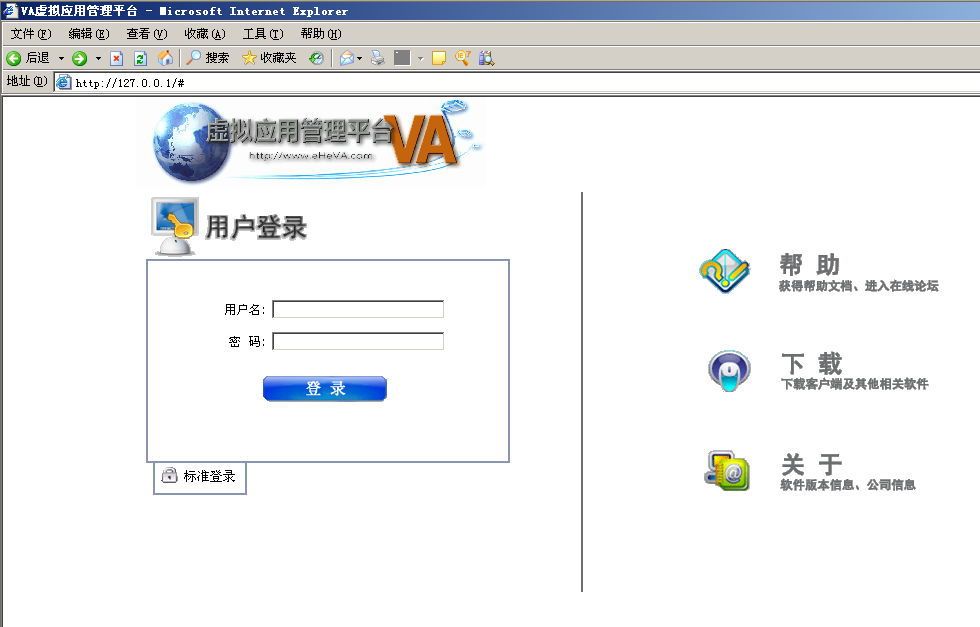 VA虚拟应用管理平台 - Microsoft Internet Explorer
文件(F) 编辑(E) 查看(V) 收藏(A) 工具(T) 帮助(H)
后退 搜索 收藏夹
地址(D) http://127.0.0.1/#
虚拟应用管理平台 VA
http://www.eHeVA.com
用户登录
用户名:
密 码:
登 录
标准登录
帮 助
获得帮助文档、进入在线论坛
下 载
下载客户端及其他相关软件
关 于
软件版本信息、公司信息